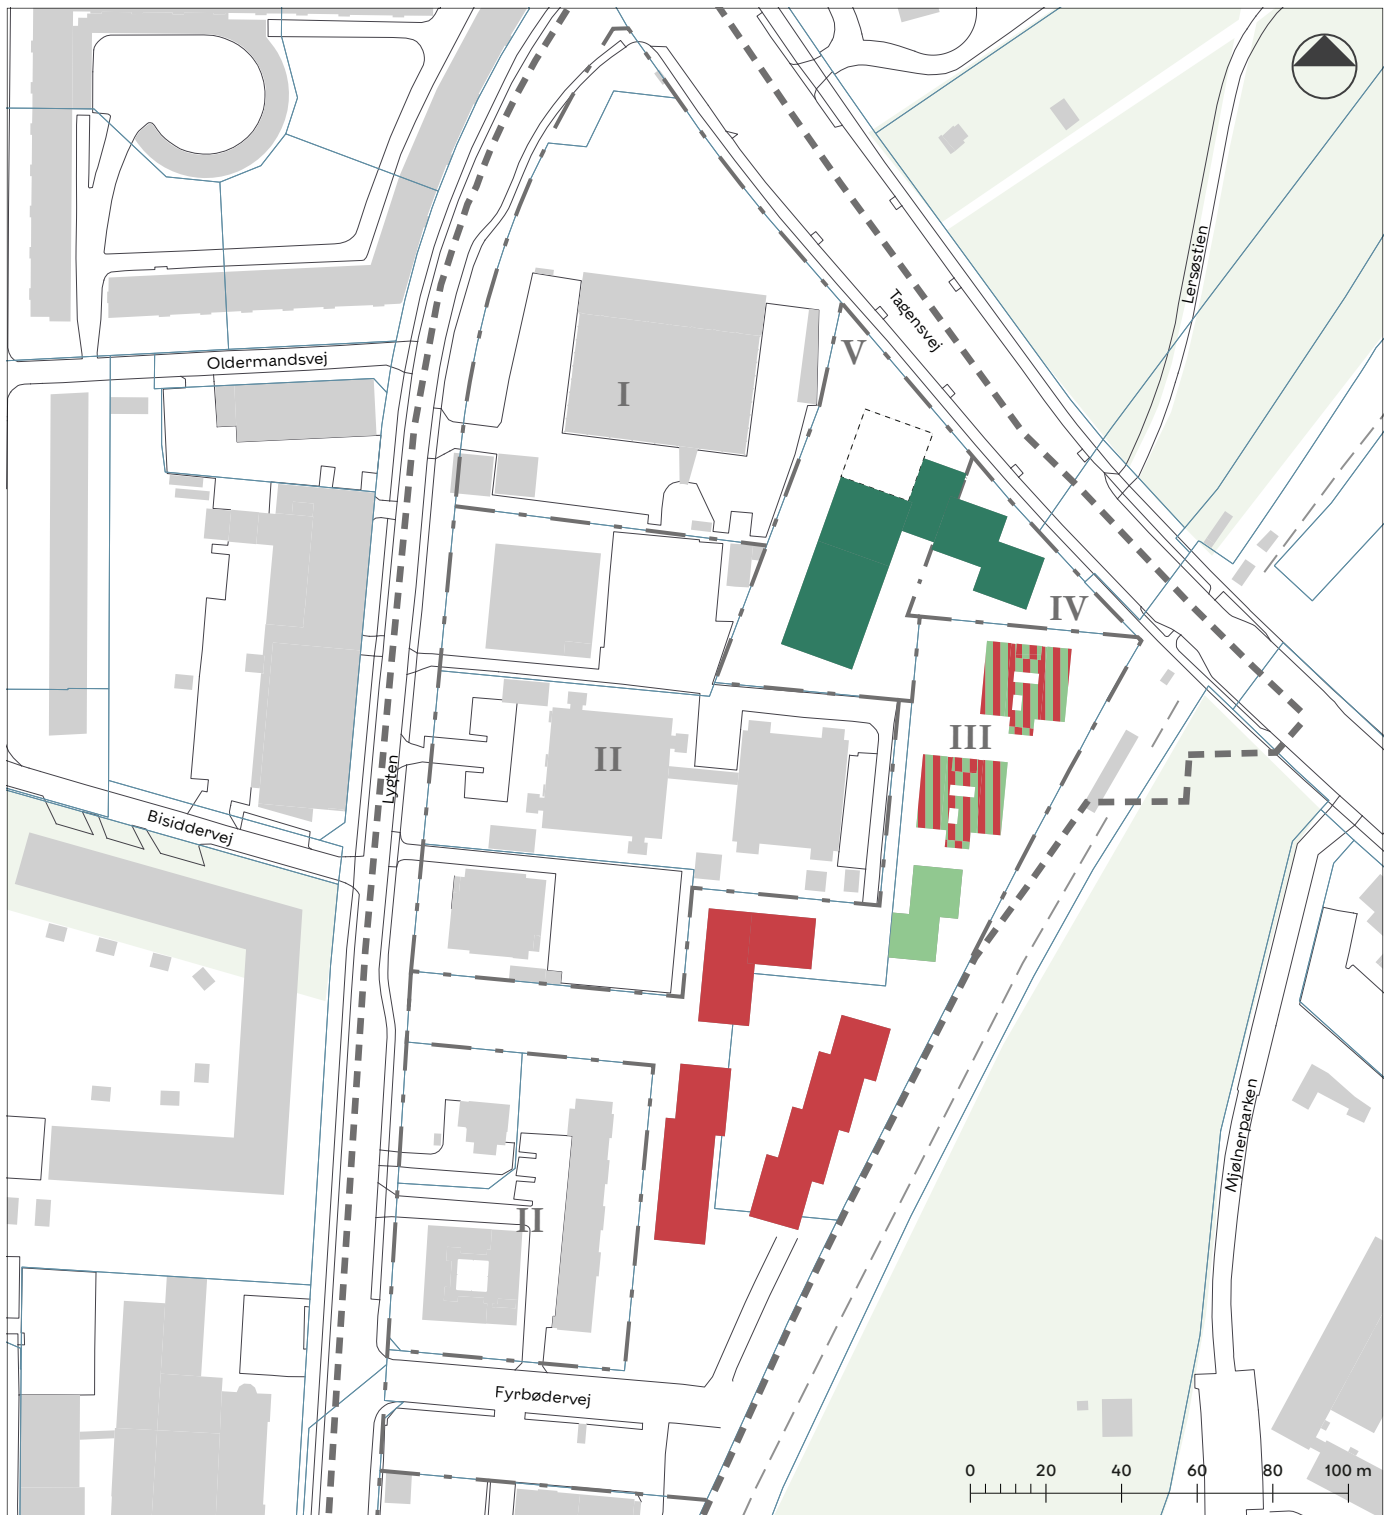 Lersøstien
Tagensvej
V
Oldermandsvej
I
IV
III
II
Lygten
Bisiddervej
Mjølnerparken
II
Fyrbødervej
0 20 40 60 80 100 m